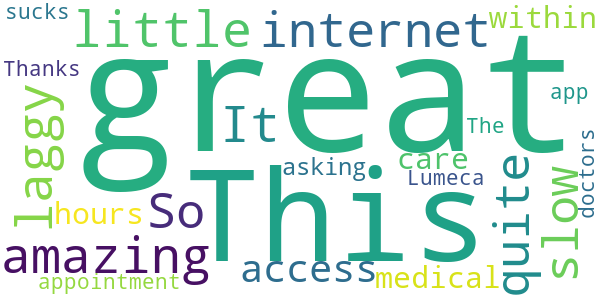 sucks
little
internet
within
Thanks
great
app
It
The
laggy
asking
care
This
Lumeca
doctors
quite
slow
hours
So
amazing
access
medical
appointment